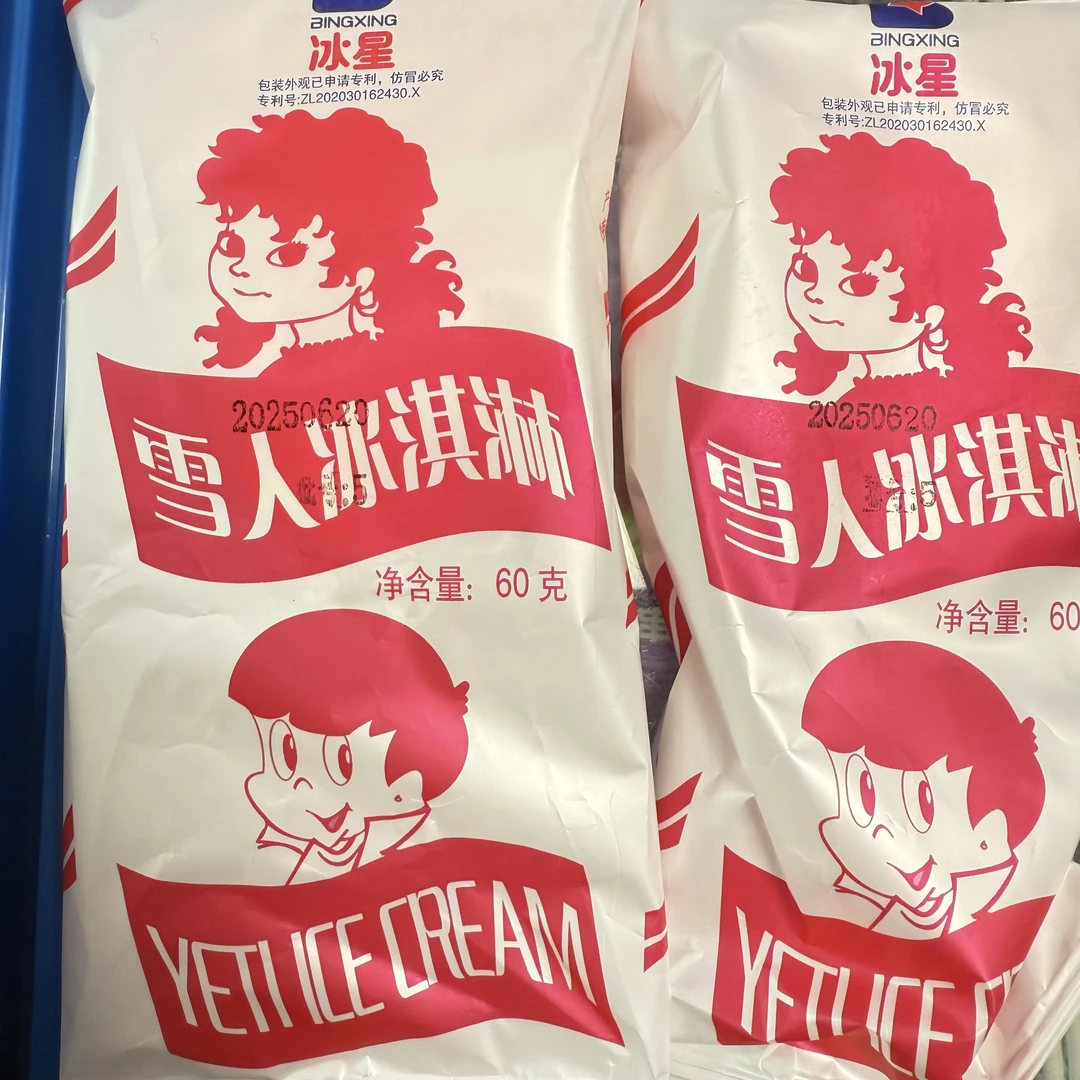 BINGXING
冰星
包装外观已申请专利，仿冒必究
专利号:ZL202030162430.X
20250620
雪人冰淇淋
净含量：60克
YETI ICE CREAM
BINGXING
冰星
包装外观已申请专利，仿冒必究
专利号:ZL202030162430.X
20250620
雪人冰淇
净含量：60
YETI ICE